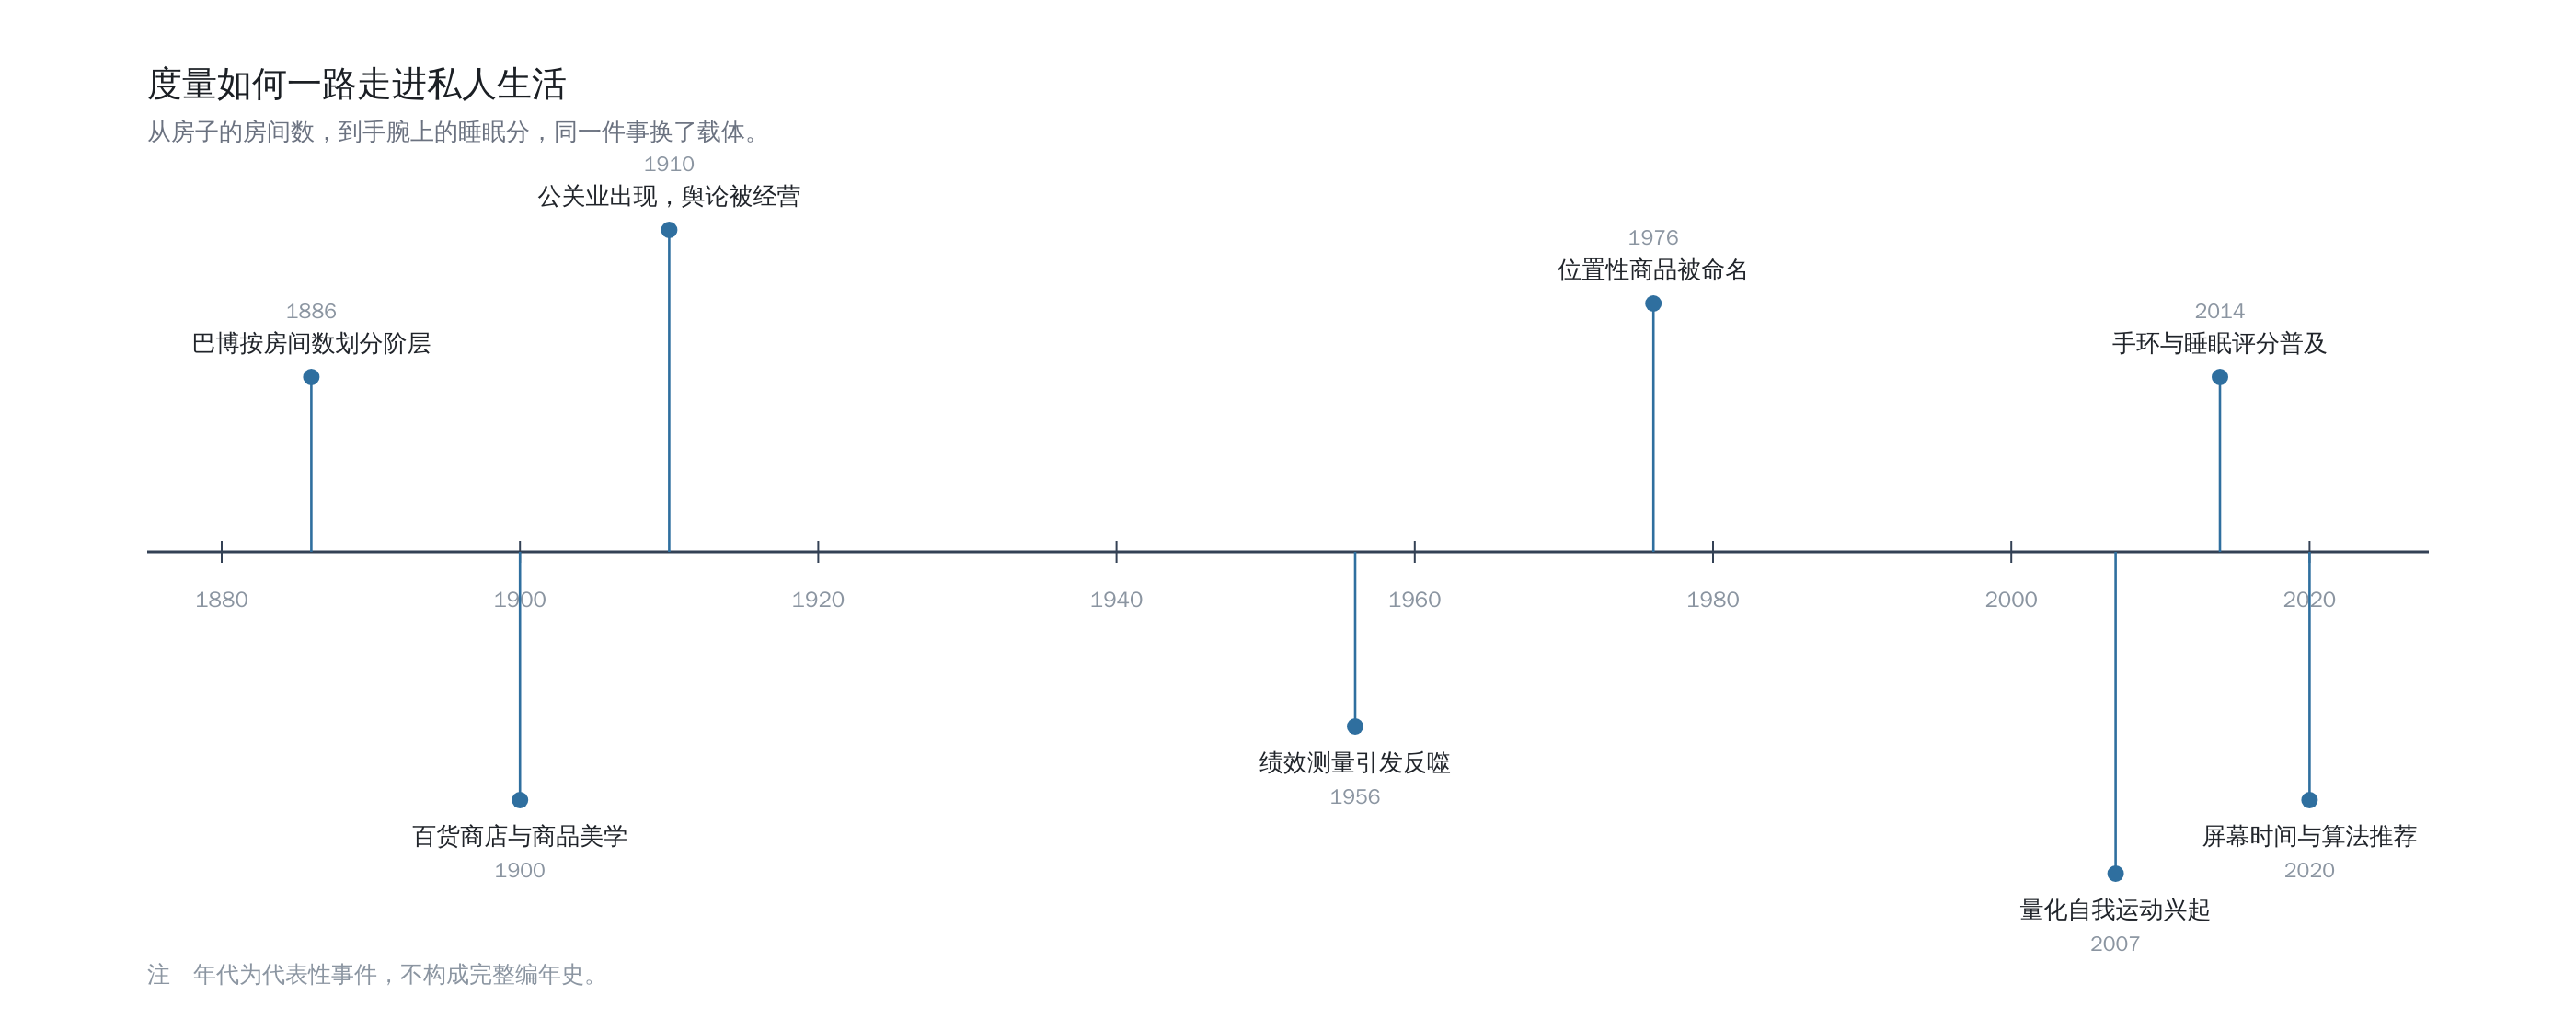 度量如何一路走进私人生活
从房子的房间数，到手腕上的睡眠分，同一件事换了载体。
1910
公关业出现，舆论被经营
1976
位置性商品被命名
1886
巴博按房间数划分阶层
2014
手环与睡眠评分普及
1880
1900
1920
1940
1960
1980
2000
2020
绩效测量引发反噬
1956
百货商店与商品美学
1900
屏幕时间与算法推荐
2020
量化自我运动兴起
2007
注　年代为代表性事件，不构成完整编年史。